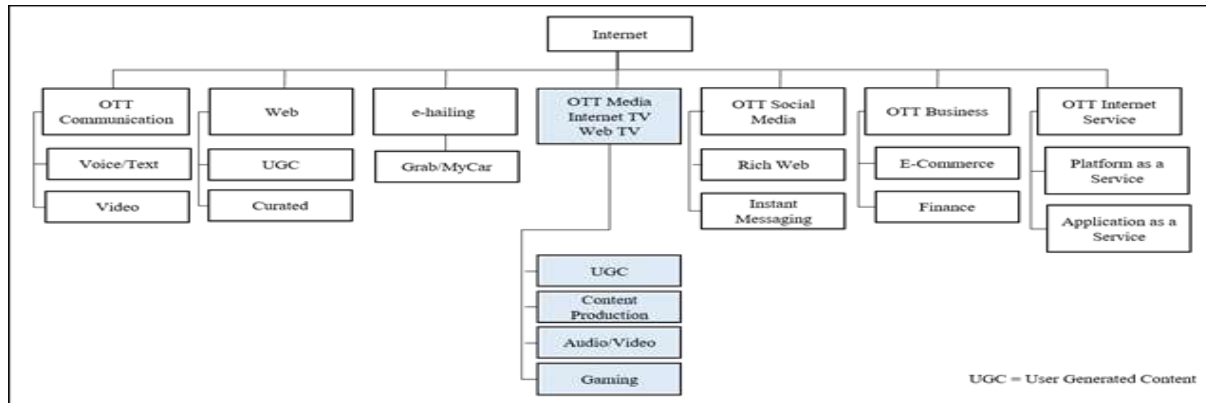 Internet
OTT
Communication
Voice/Text
Video
Web
UGC
Curated
e-hailing
Grab/MyCar
OTT Media
Internet TV
Web TV
UGC
Content
Production
Audio/Video
Gaming
OTT Social
Media
Rich Web
Instant
Messaging
OTT Business
E-Commerce
Finance
OTT Internet
Service
Platform as a
Service
Application as a
Service
UGC = User Generated Content